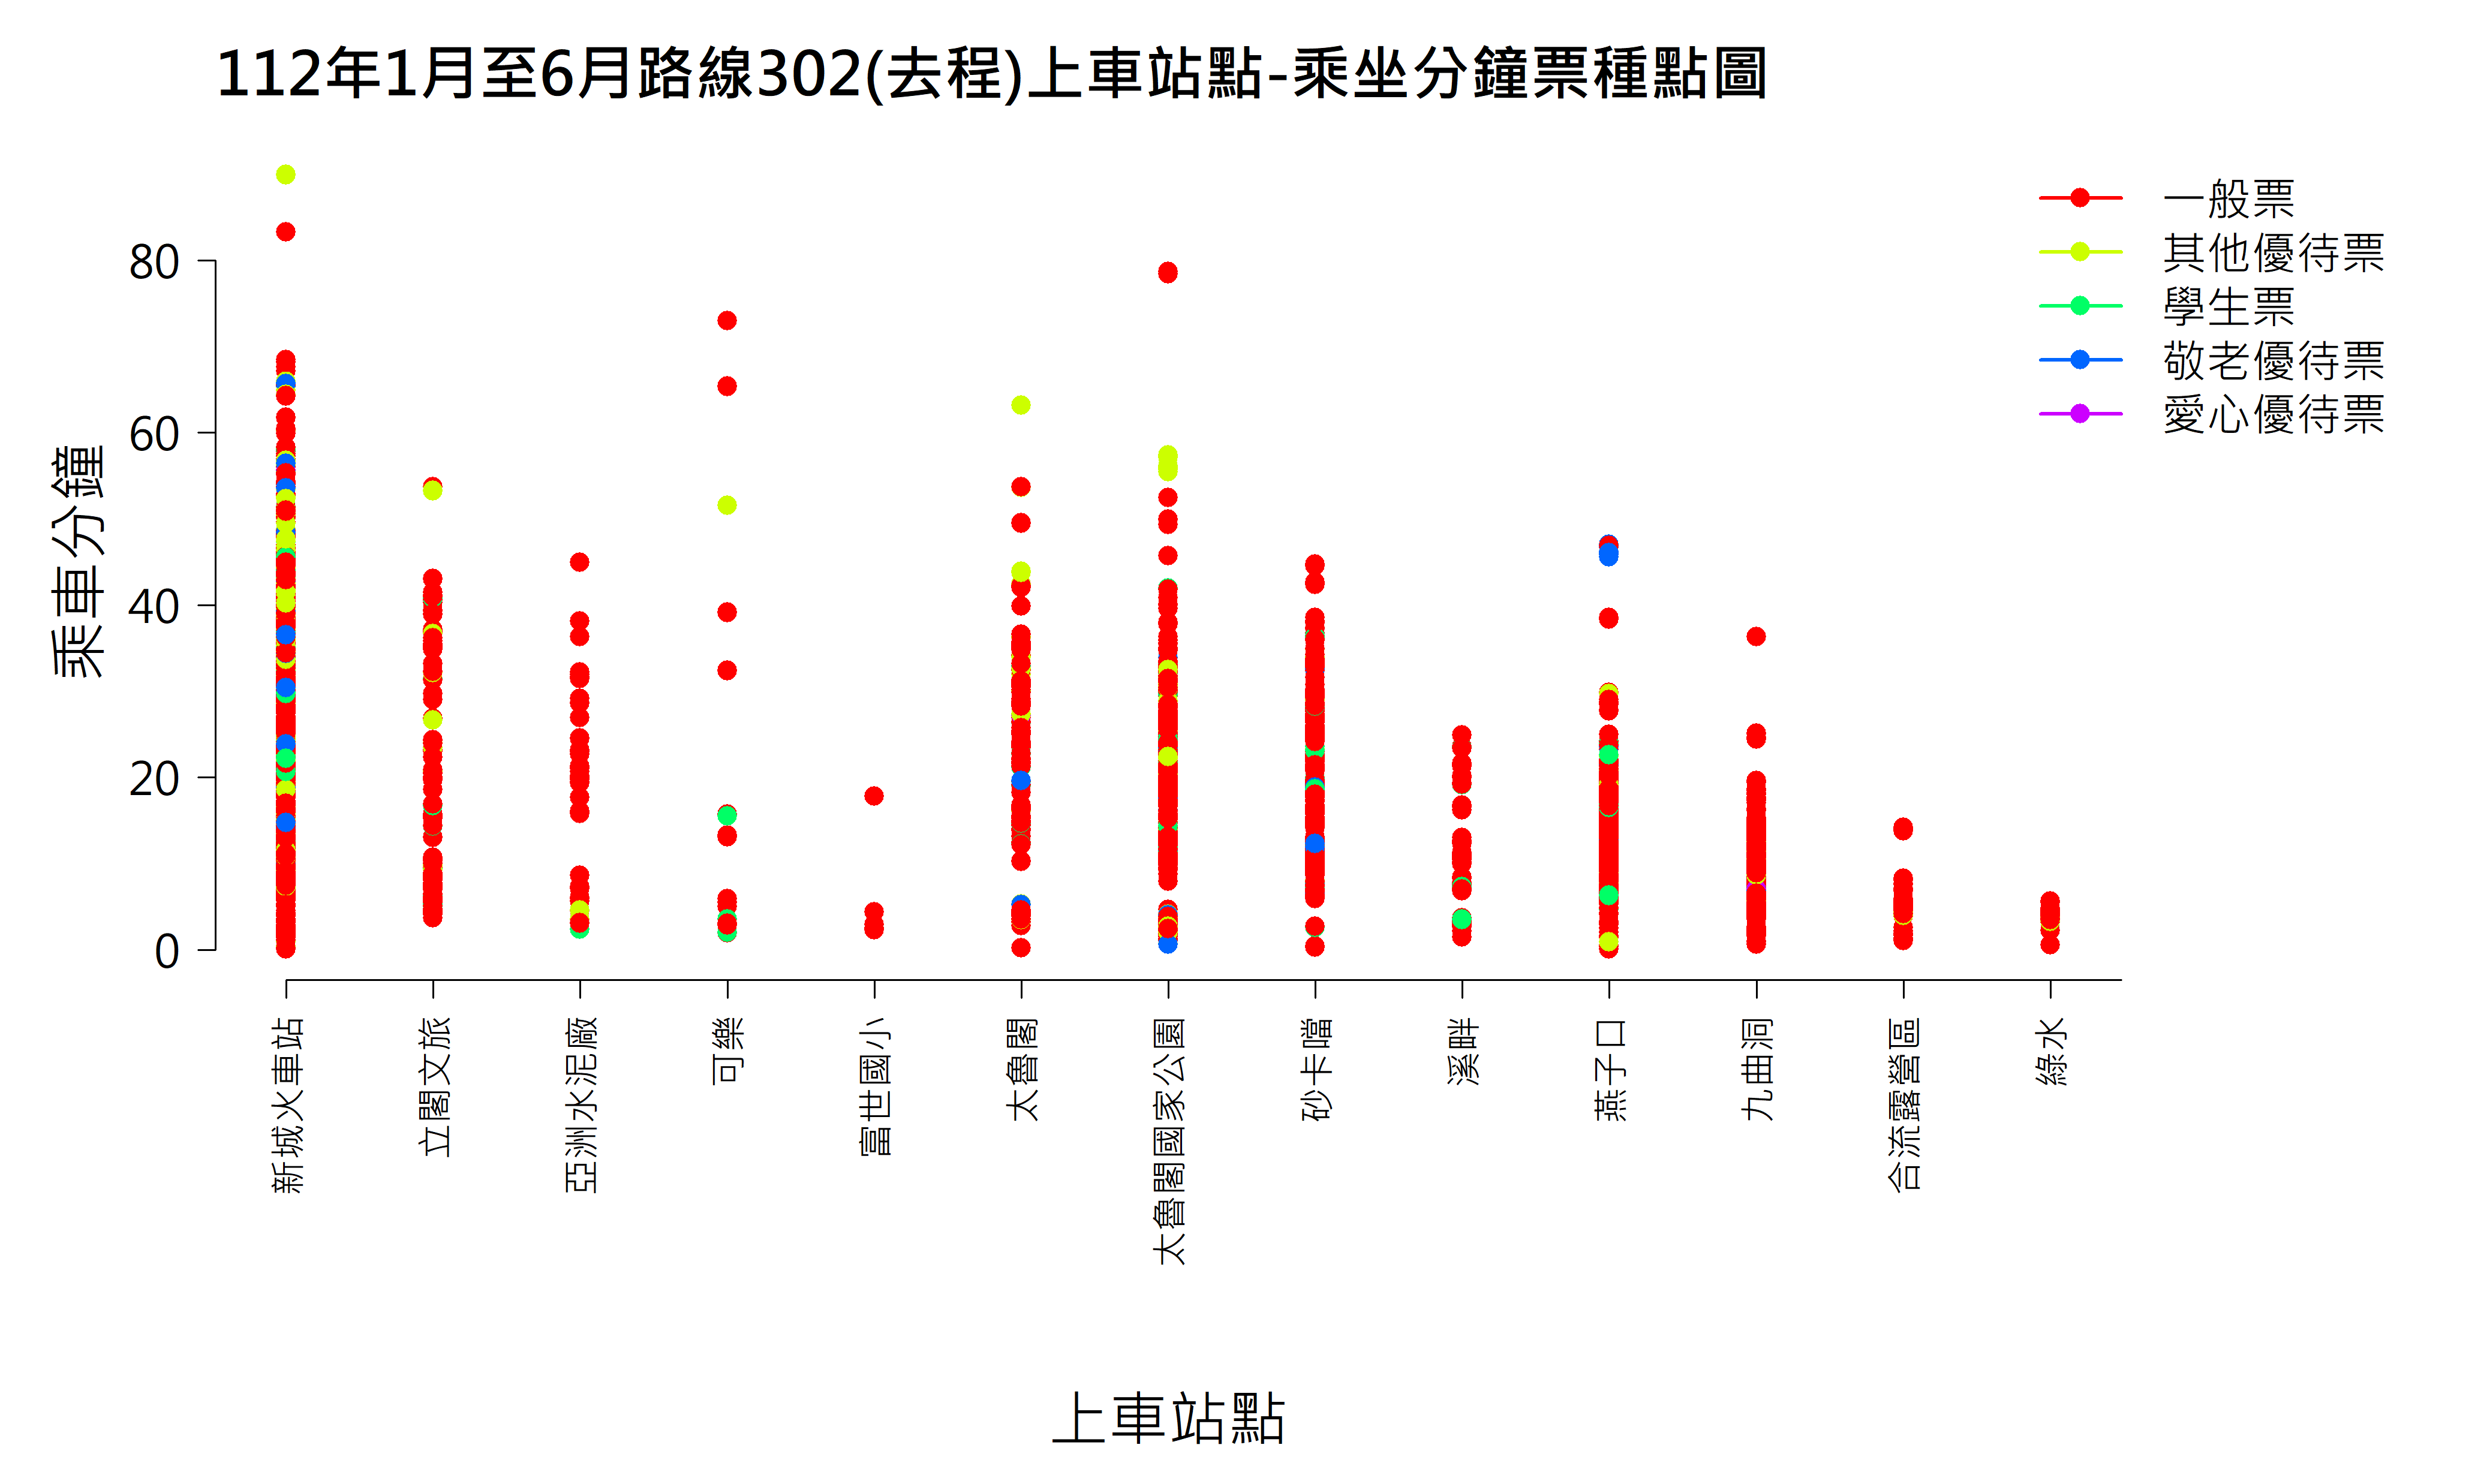 112年1月至6月路線302(去程)上車站點-乘坐分鐘票種點圖
一般票
其他優待票
學生票
敬老優待票
愛心優待票
乘車分鐘
80
60
40
20
0
新城火車站
立閣文旅
亞洲水泥廠
可樂
富世國小
太魯閣
太魯閣國家公園
砂卡噹
溪畔
燕子口
九曲洞
合流露營區
綠水
上車站點